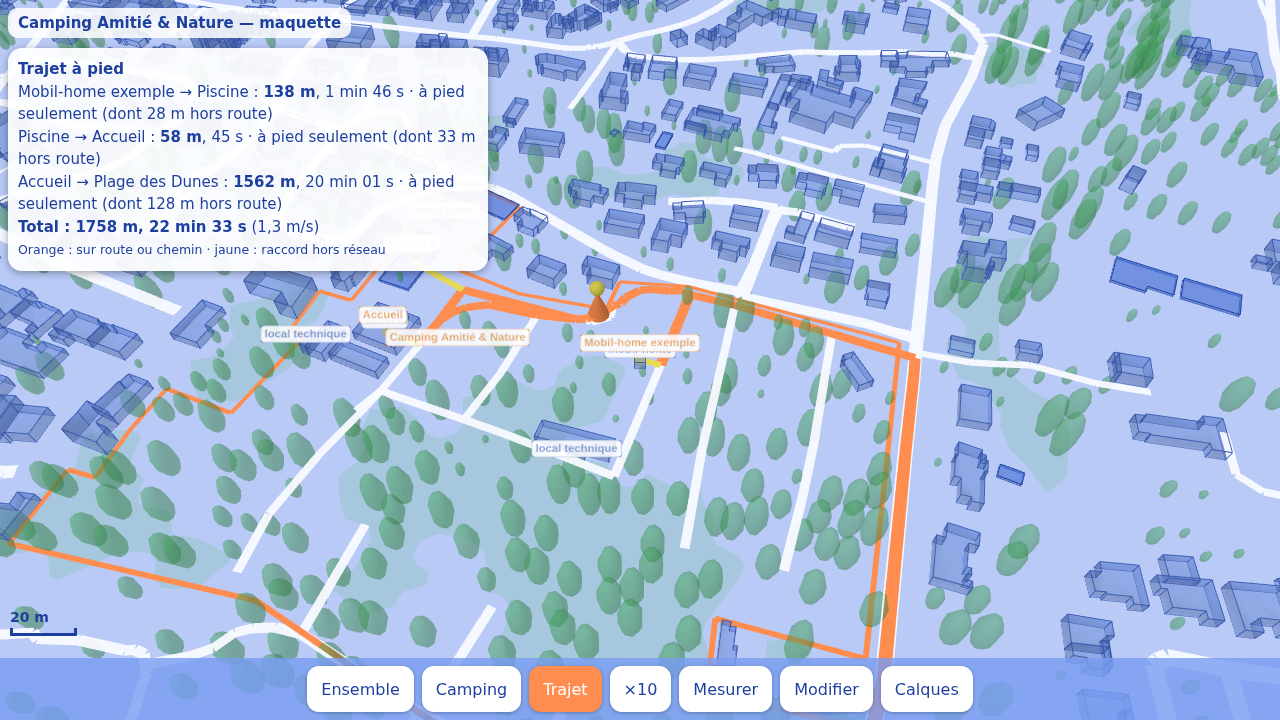 Camping Amitié & Nature — maquette
Trajet à pied
Mobil-home exemple → Piscine : 138 m, 1 min 46 s · à pied
seulement (dont 28 m hors route)
Piscine → Accueil : 58 m, 45 s · à pied seulement (dont 33 m
hors route)
Accueil → Plage des Dunes : 1562 m, 20 min 01 s · à pied
seulement (dont 128 m hors route)
Total : 1758 m, 22 min 33 s (1,3 m/s)
Orange : sur route ou chemin · jaune : raccord hors réseau
Accueil
local technique
Camping Amitié & Nature
Mobil-home exemple
local technique
20 m
Ensemble
Camping
Trajet
×10
Mesurer
Modifier
Calques